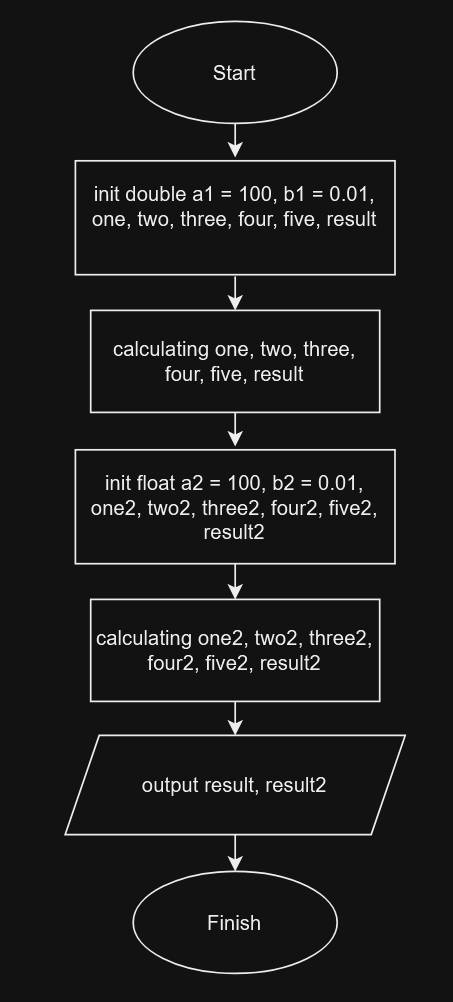 Start
init double a1 = 100, b1 = 0.01,
one, two, three, four, five, result
calculating one, two, three,
four, five, result
init float a2 = 100, b2 = 0.01,
one2, two2, three2, four2, five2,
result2
calculating one2, two2, three2,
four2, five2, result2
output result, result2
Finish